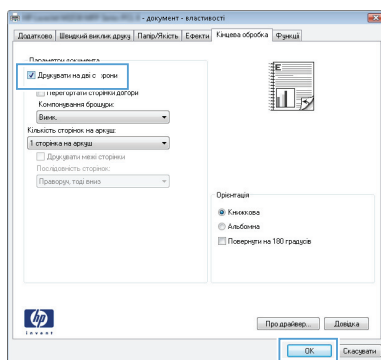 - документ - властивості
Додатково Швидкий виклик друку Папір/Якість Ефекти Кінцева обробка Функції
Параметри документа
Друкувати на дві сторони
Перегортати сторінки догори
Компонування брошури:
Вимк.
Кількість сторінок на аркуш:
1 сторінка на аркуш
Друкувати межі сторінки
Послідовність сторінок:
Праворуч, тоді вниз
Орієнтація
Книжкова
Альбомна
Повернути на 180 градусів
hp
invent
Про драйвер... Довідка
OK Скасувати